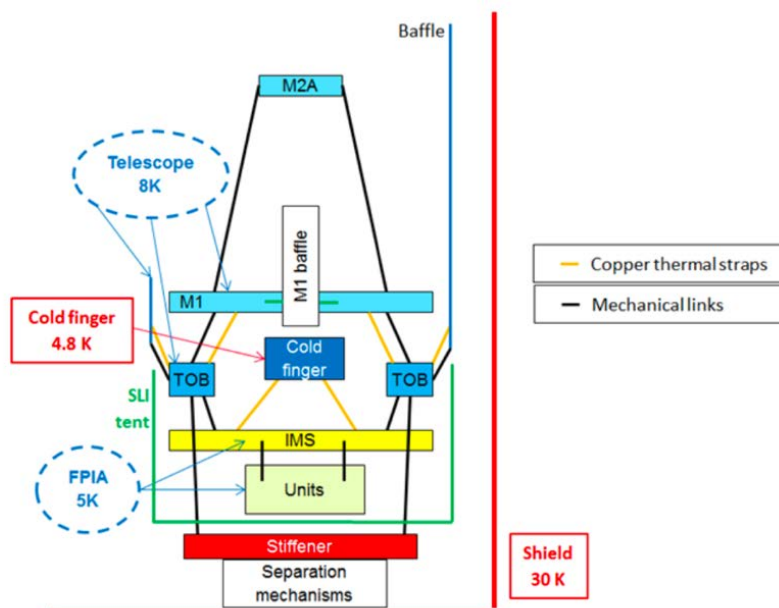 Baffle
M2A
Telescope
8K
M1 baffle
M1
Copper thermal straps
Mechanical links
Cold finger
4.8 K
Cold
finger
TOB
TOB
SLI
tent
IMS
FPIA
5K
Units
Stiffener
Separation
mechanisms
Shield
30 K